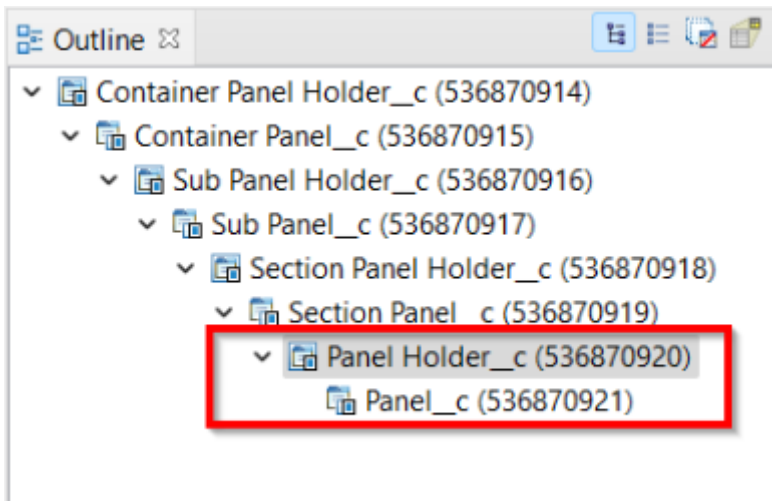 Outline
Container Panel Holder__c (536870914)
Container Panel__c (536870915)
Sub Panel Holder__c (536870916)
Sub Panel__c (536870917)
Section Panel Holder__c (536870918)
Section Panel__c (536870919)
Panel Holder__c (536870920)
Panel__c (536870921)